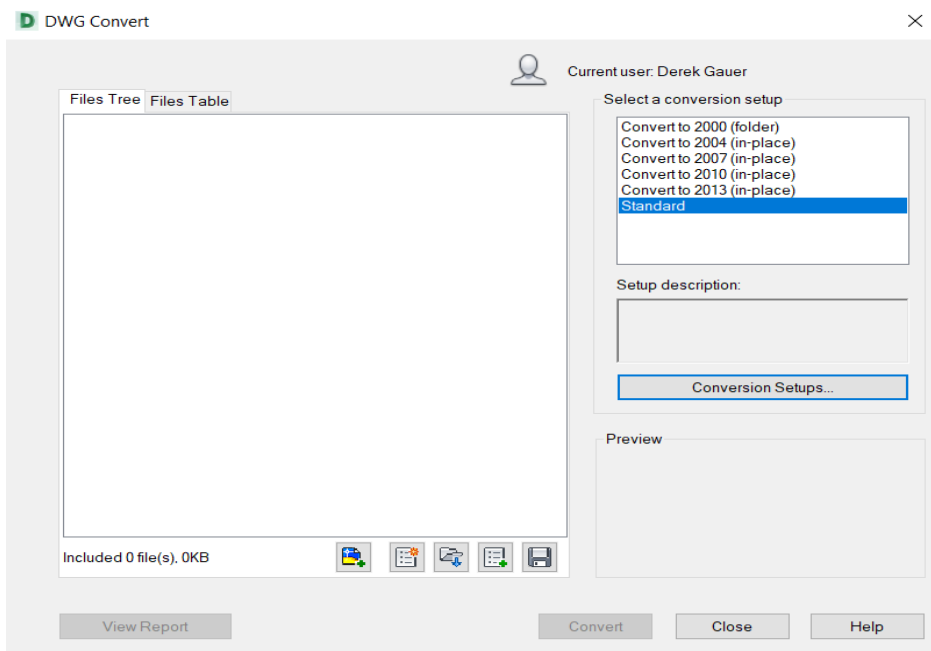 DWG Convert
Current user: Derek Gauer
Files Tree
Files Table
Select a conversion setup
Convert to 2000 (folder)
Convert to 2004 (in-place)
Convert to 2007 (in-place)
Convert to 2010 (in-place)
Convert to 2013 (in-place)
Standard
Setup description:
Conversion Setups...
Preview
Included 0 file(s), 0KB
View Report
Convert
Close
Help